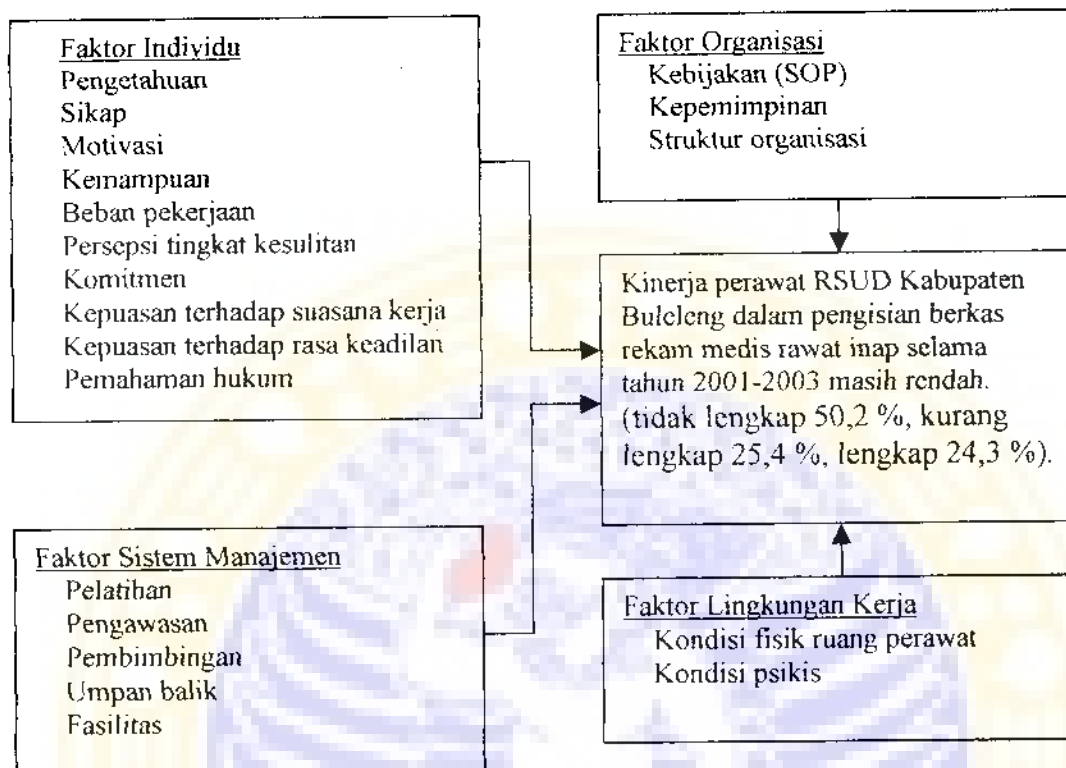 Faktor Individu
Pengetahuan
Sikap
Motivasi
Kemampuan
Beban pekerjaan
Persepsi tingkat kesulitan
Komitmen
Kepuasan terhadap suasana kerja
Kepuasan terhadap rasa keadilan
Pemahaman hukum
Faktor Organisasi
Kebijakan (SOP)
Kepemimpinan
Struktur organisasi
Kinerja perawat RSUD Kabupaten
Buleleng dalam pengisian berkas
rekam medis rawat inap selama
tahun 2001-2003 masih rendah.
(tidak lengkap 50,2 %, kurang
lengkap 25,4 %, lengkap 24,3 %).
Faktor Sistem Manajemen
Pelatihan
Pengawasan
Pembimbingan
Umpan balik
Fasilitas
Faktor Lingkungan Kerja
Kondisi fisik ruang perawat
Kondisi psikis